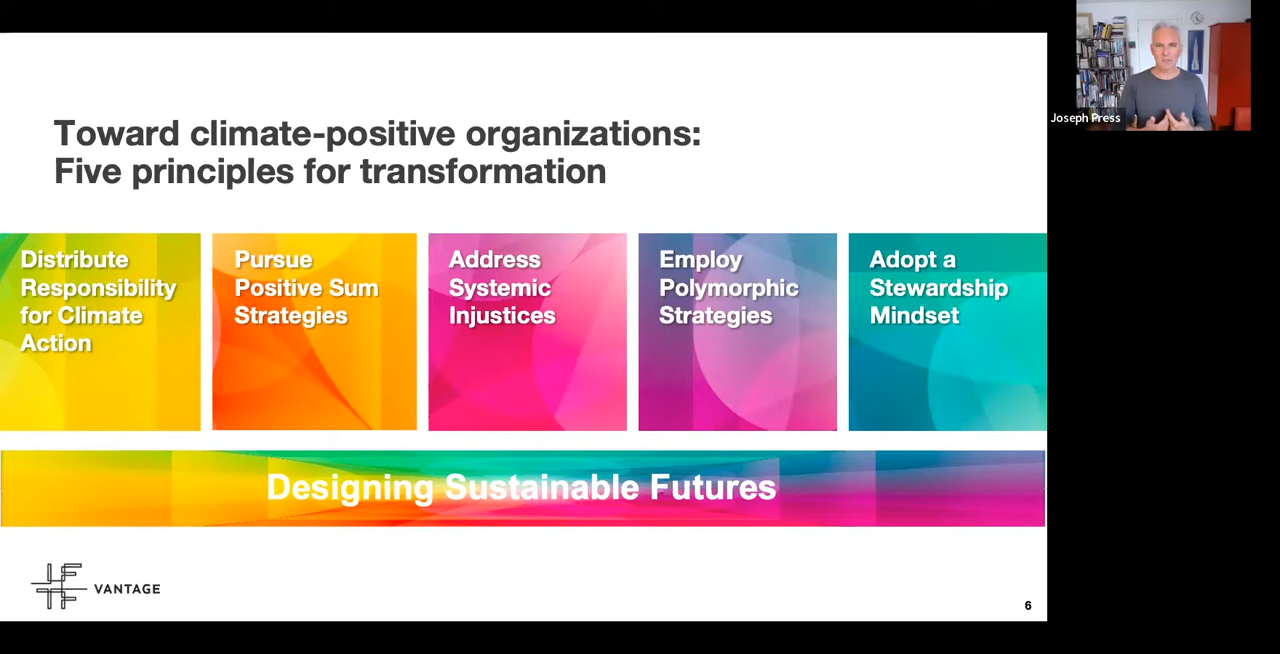 Toward climate-positive organizations:
Five principles for transformation
Distribute
Responsibility
for Climate
Action
Pursue
Positive Sum
Strategies
Address
Systemic
Injustices
Employ
Polymorphic
Strategies
Adopt a
Stewardship
Mindset
Designing Sustainable Futures
VANTAGE
6
Joseph Press